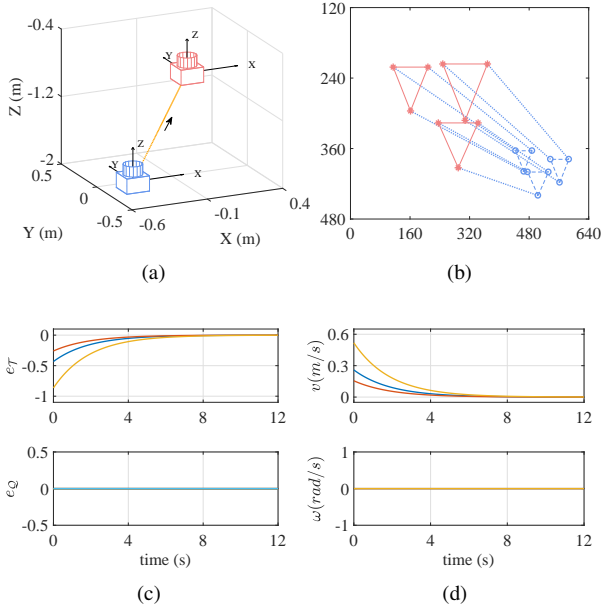 -0.4
-1.2
-2
Z (m)
0.5
0
-0.5
Y (m)
-0.6
-0.1
0.4
X (m)
Z
Y
X
Z
Y
X
(a)
120
240
360
480
0
160
320
480
640
(b)
0
-0.5
-1
e_𝒯
0
4
8
12
0.5
0
-0.5
e_𝒬
0
4
8
12
time (s)
(c)
0.6
0.3
0
v(m/s)
0
4
8
12
1
0
-1
ω(rad/s)
0
4
8
12
time (s)
(d)